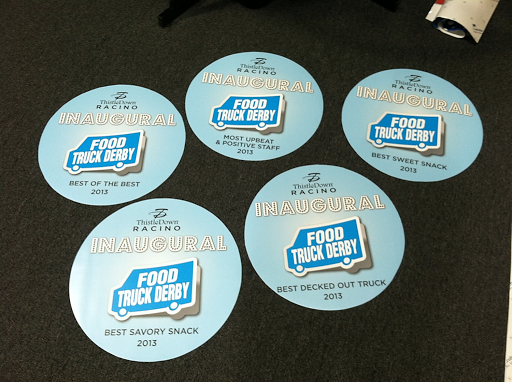 ThistleDown
RACINO
INAUGURAL
FOOD
TRUCK DERBY
BEST OF THE BEST
2013
ThistleDown
RACINO
INAUGURAL
FOOD
TRUCK DERBY
MOST UPBEAT
& POSITIVE STAFF
2013
ThistleDown
RACINO
INAUGURAL
FOOD
TRUCK DERBY
BEST SWEET SNACK
2013
ThistleDown
RACINO
INAUGURAL
FOOD
TRUCK DERBY
BEST SAVORY SNACK
2013
ThistleDown
RACINO
INAUGURAL
FOOD
TRUCK DERBY
BEST DECKED OUT TRUCK
2013